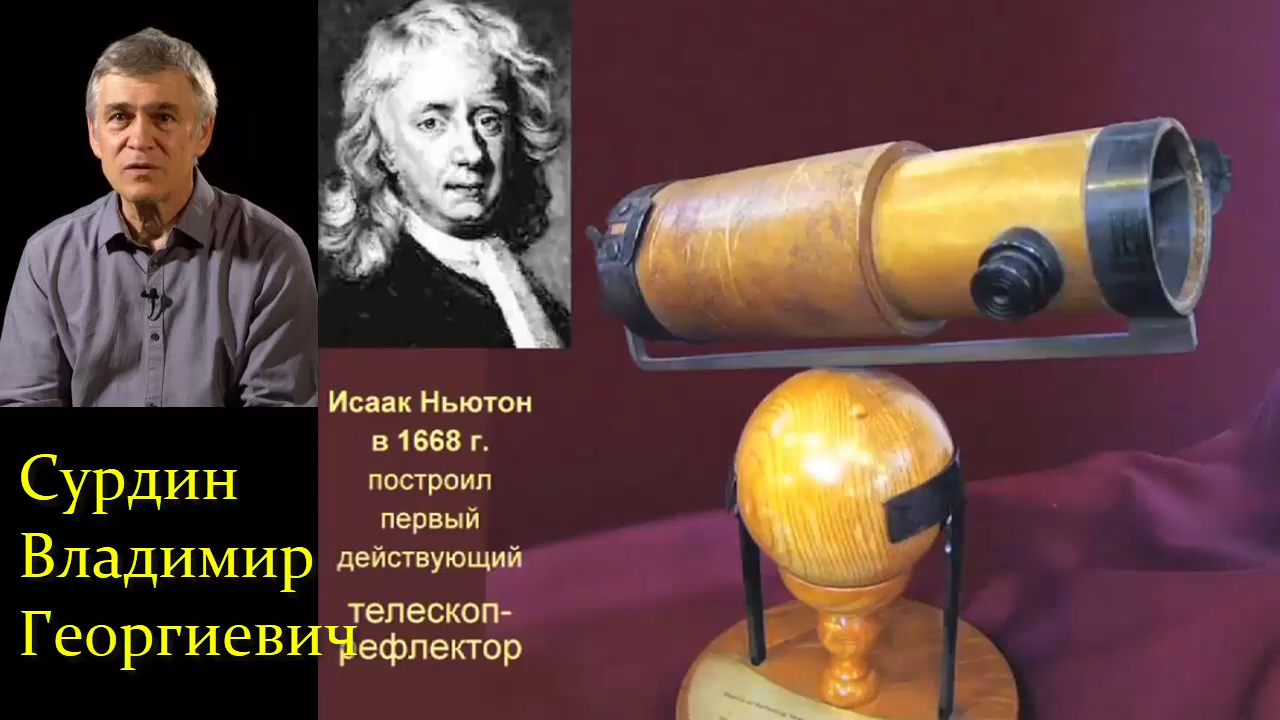 Сурдин
Владимир
Георгиевич
Исаак Ньютон
в 1668 г.
построил
первый
действующий
телескоп-
рефлектор